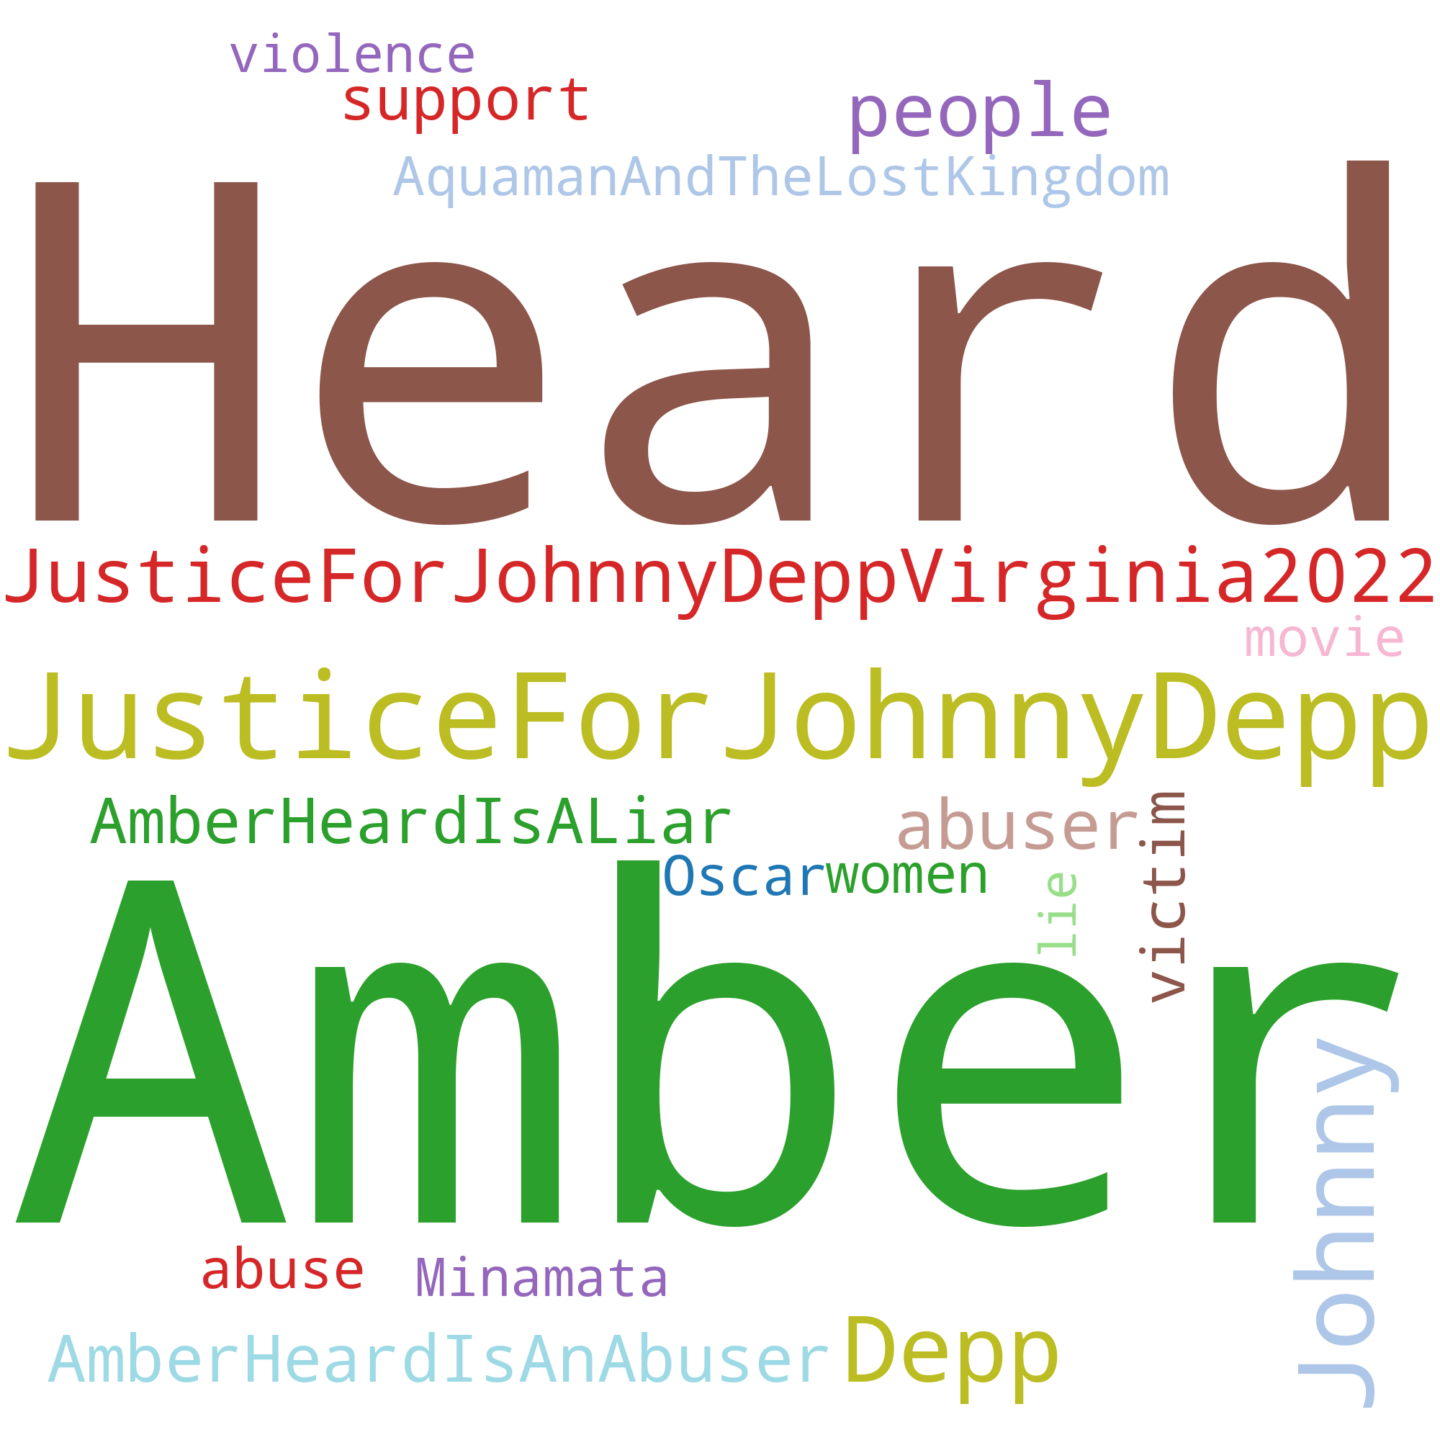 violence
support
people
AquamanAndTheLostKingdom
Heard
JusticeForJohnnyDeppVirginia2022
movie
JusticeForJohnnyDepp
AmberHeardIsALiar
abuser
victim
Oscar
women
lie
Amber
Johnny
abuse
Minamata
AmberHeardIsAnAbuser
Depp